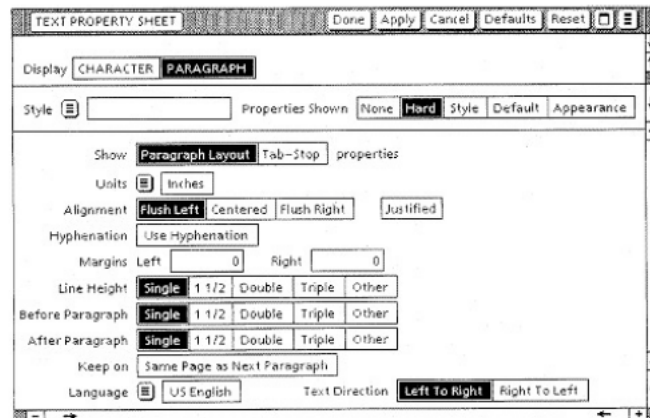 TEXT PROPERTY SHEET Done Apply Cancel Defaults Reset
Display CHARACTER PARAGRAPH
Style Properties Shown None Hard Style Default Appearance
Show Paragraph Layout Tab-Stop properties
Units Inches
Alignment Flush Left Centered Flush Right Justified
Hyphenation Use Hyphenation
Margins Left 0 Right 0
Line Height Single 1 1/2 Double Triple Other
Before Paragraph Single 1 1/2 Double Triple Other
After Paragraph Single 1 1/2 Double Triple Other
Keep on Same Page as Next Paragraph
Language US English Text Direction Left To Right Right To Left